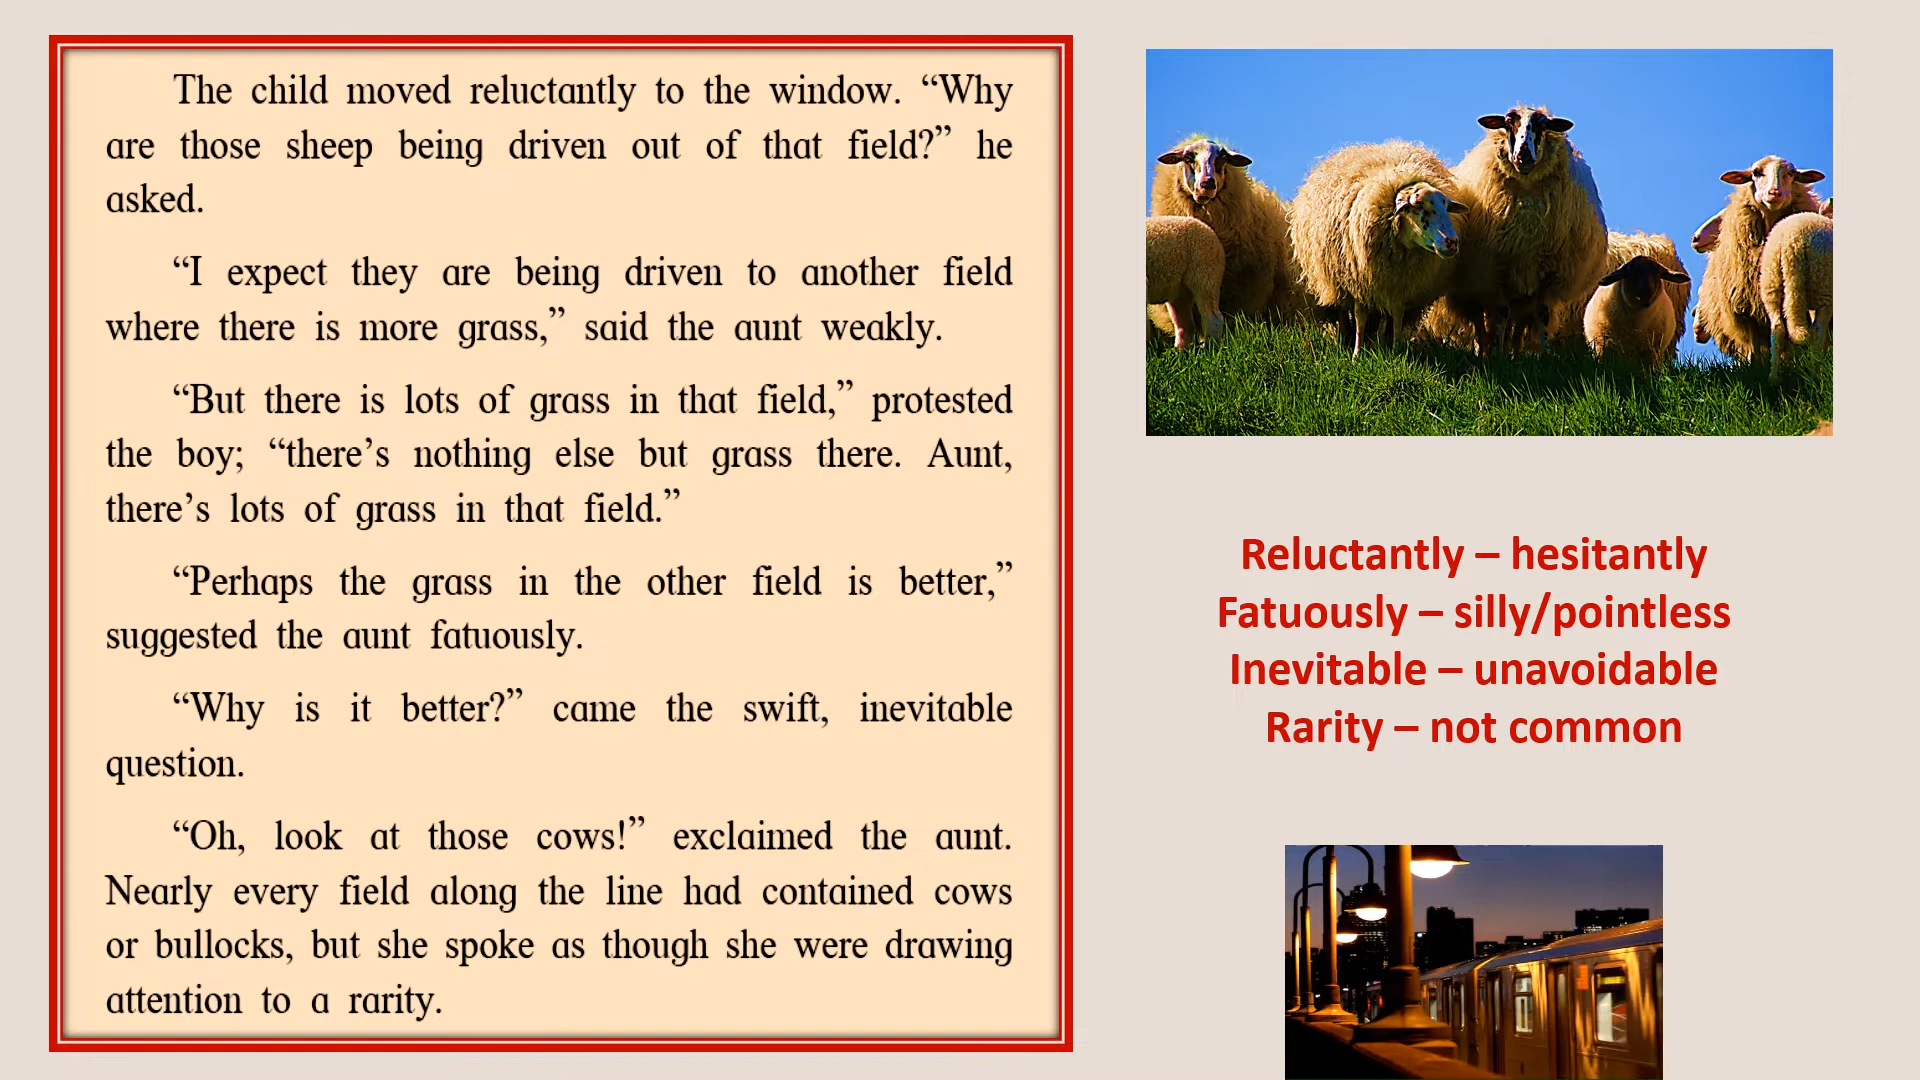 The child moved reluctantly to the window. “Why
are those sheep being driven out of that field?” he
asked.
“I expect they are being driven to another field
where there is more grass,” said the aunt weakly.
“But there is lots of grass in that field,” protested
the boy; “there’s nothing else but grass there. Aunt,
there’s lots of grass in that field.”
“Perhaps the grass in the other field is better,”
suggested the aunt fatuously.
“Why is it better?” came the swift, inevitable
question.
“Oh, look at those cows!” exclaimed the aunt.
Nearly every field along the line had contained cows
or bullocks, but she spoke as though she were drawing
attention to a rarity.
Reluctantly – hesitantly
Fatuously – silly/pointless
Inevitable – unavoidable
Rarity – not common